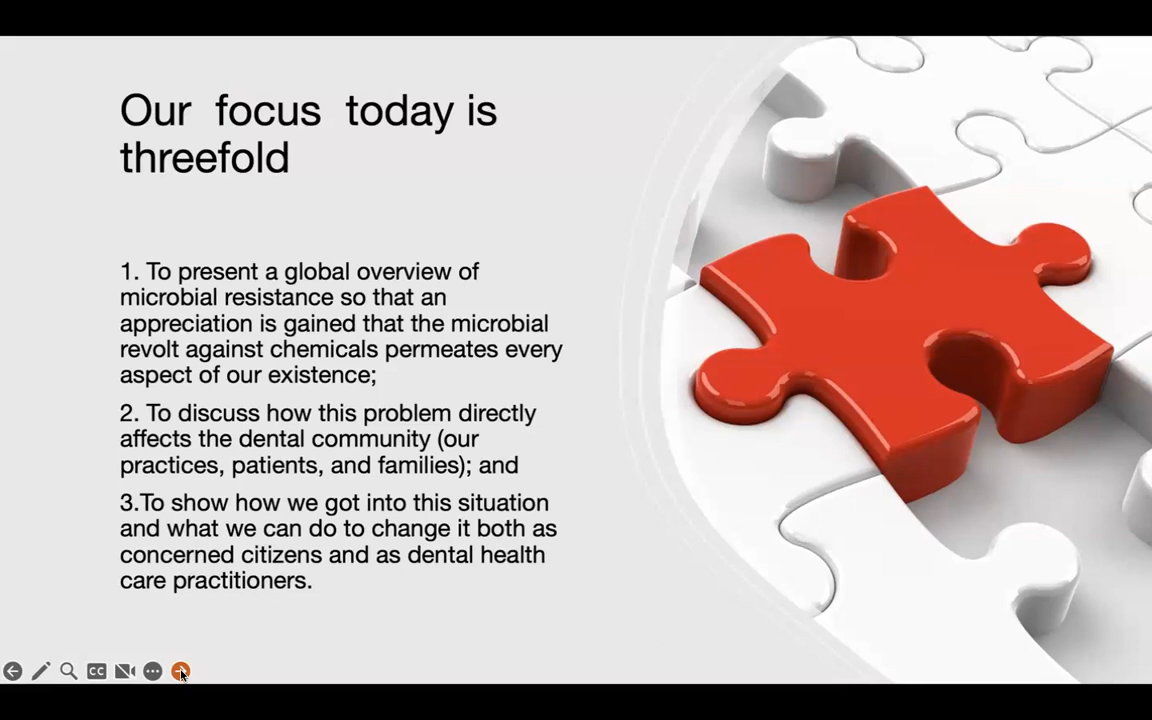 Our focus today is
threefold
1. To present a global overview of
microbial resistance so that an
appreciation is gained that the microbial
revolt against chemicals permeates every
aspect of our existence;
2. To discuss how this problem directly
affects the dental community (our
practices, patients, and families); and
3.To show how we got into this situation
and what we can do to change it both as
concerned citizens and as dental health
care practitioners.
CC